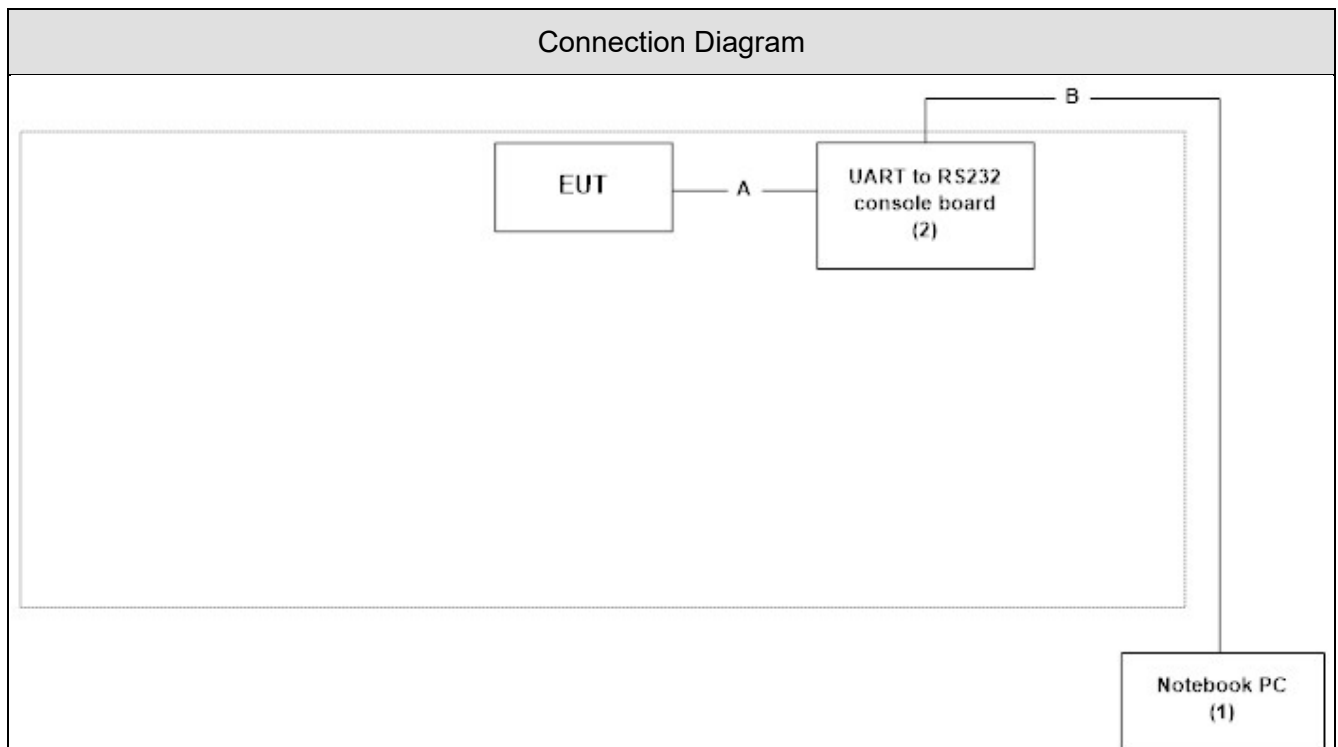 Connection Diagram
B
EUT
A
UART to RS232
console board
(2)
Notebook PC
(1)